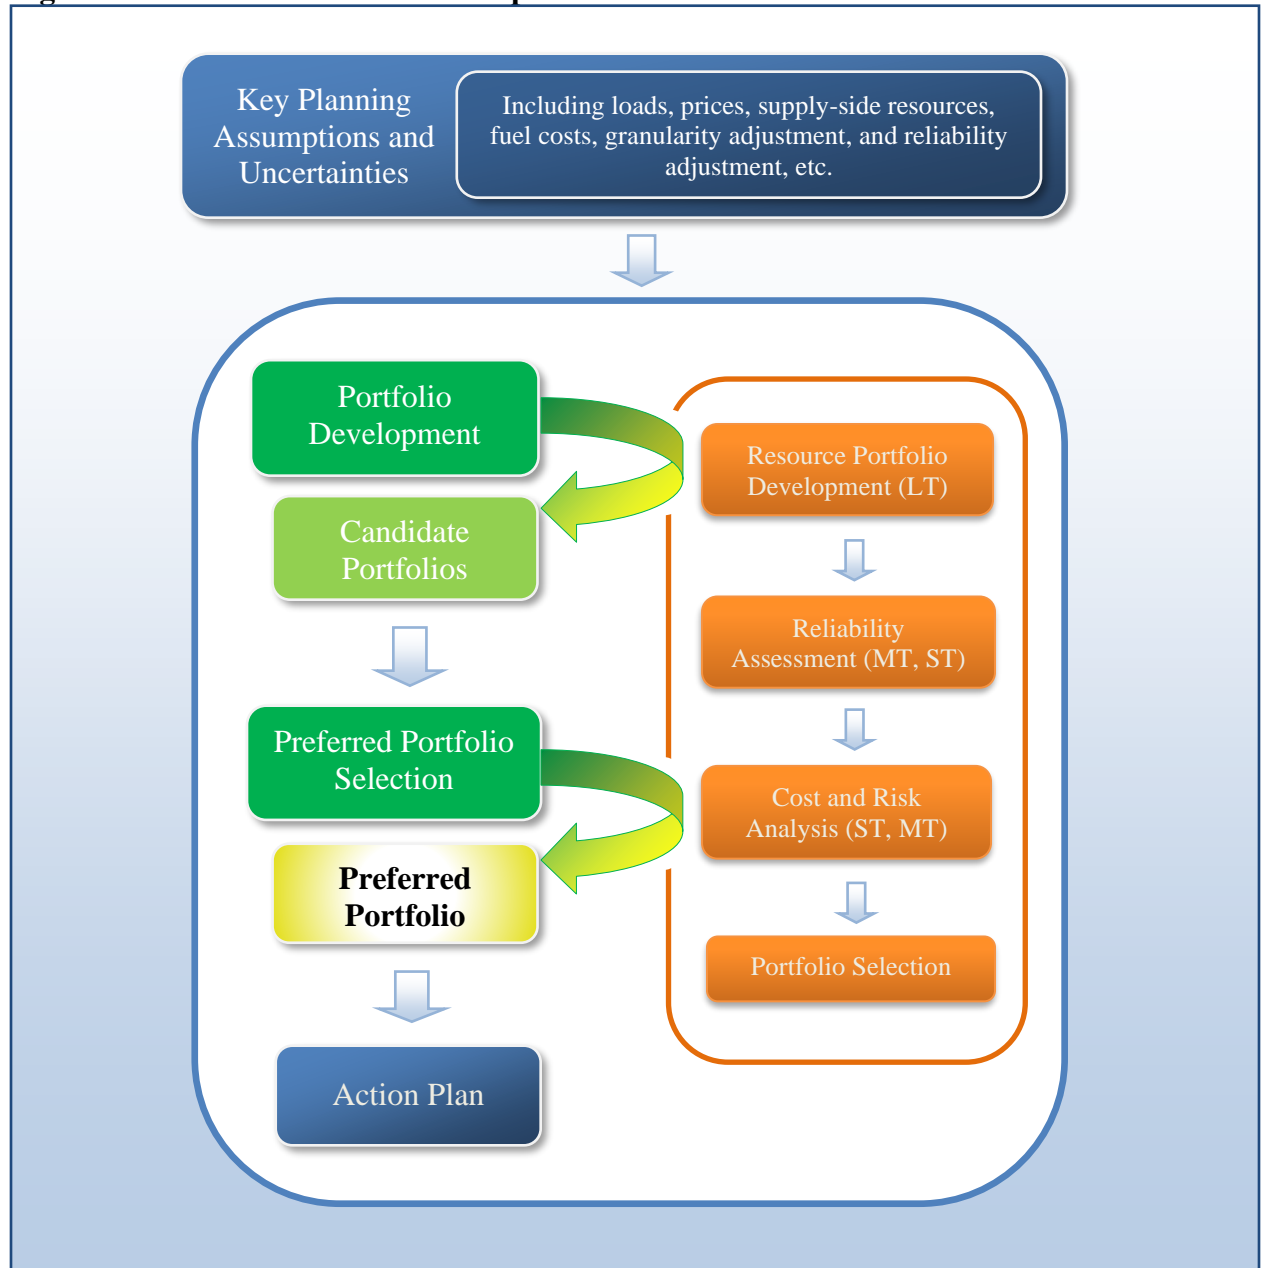 Key Planning
Assumptions and
Uncertainties
Including loads, prices, supply-side resources,
fuel costs, granularity adjustment, and reliability
adjustment, etc.
Portfolio
Development
Candidate
Portfolios
Preferred Portfolio
Selection
Preferred
Portfolio
Action Plan
Resource Portfolio
Development (LT)
Reliability
Assessment (MT, ST)
Cost and Risk
Analysis (ST, MT)
Portfolio Selection